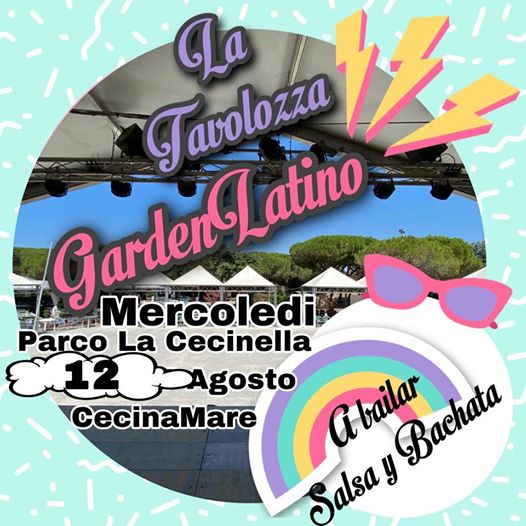 La
Tavolozza
GardenLatino
Mercoledi
Parco La Cecinella
12 Agosto
CecinaMare
A bailar
Salsa y Bachata